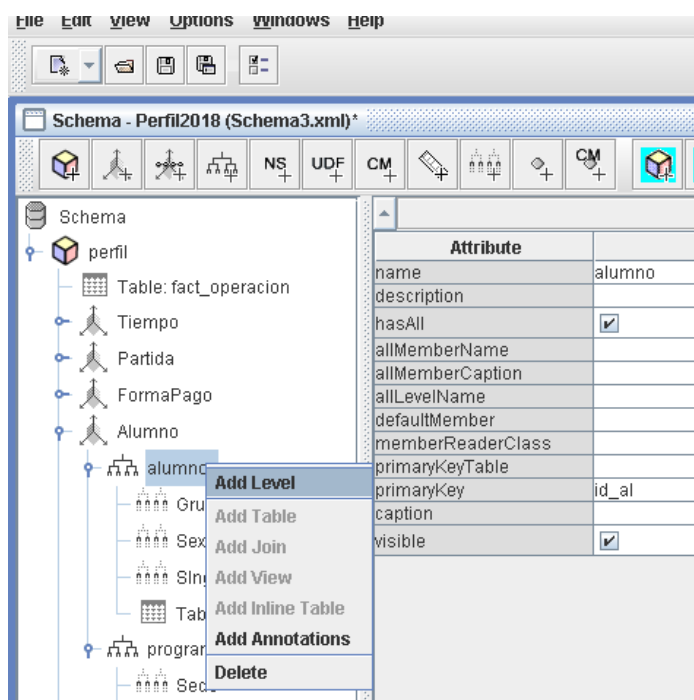 File Edit View Options Windows Help
Schema - Perfil2018 (Schema3.xml)*
NS UDF CM CM
Schema
perfil
Table: fact_operacion
Tiempo
Partida
FormaPago
Alumno
alumno
Gru
Sex
SIn
Tab
progra
Sed
Add Level
Add Table
Add Join
Add View
Add Inline Table
Add Annotations
Delete
Attribute
name alumno
description
hasAll
allMemberName
allMemberCaption
allLevelName
defaultMember
memberReaderClass
primaryKeyTable
primaryKey id_al
caption
visible